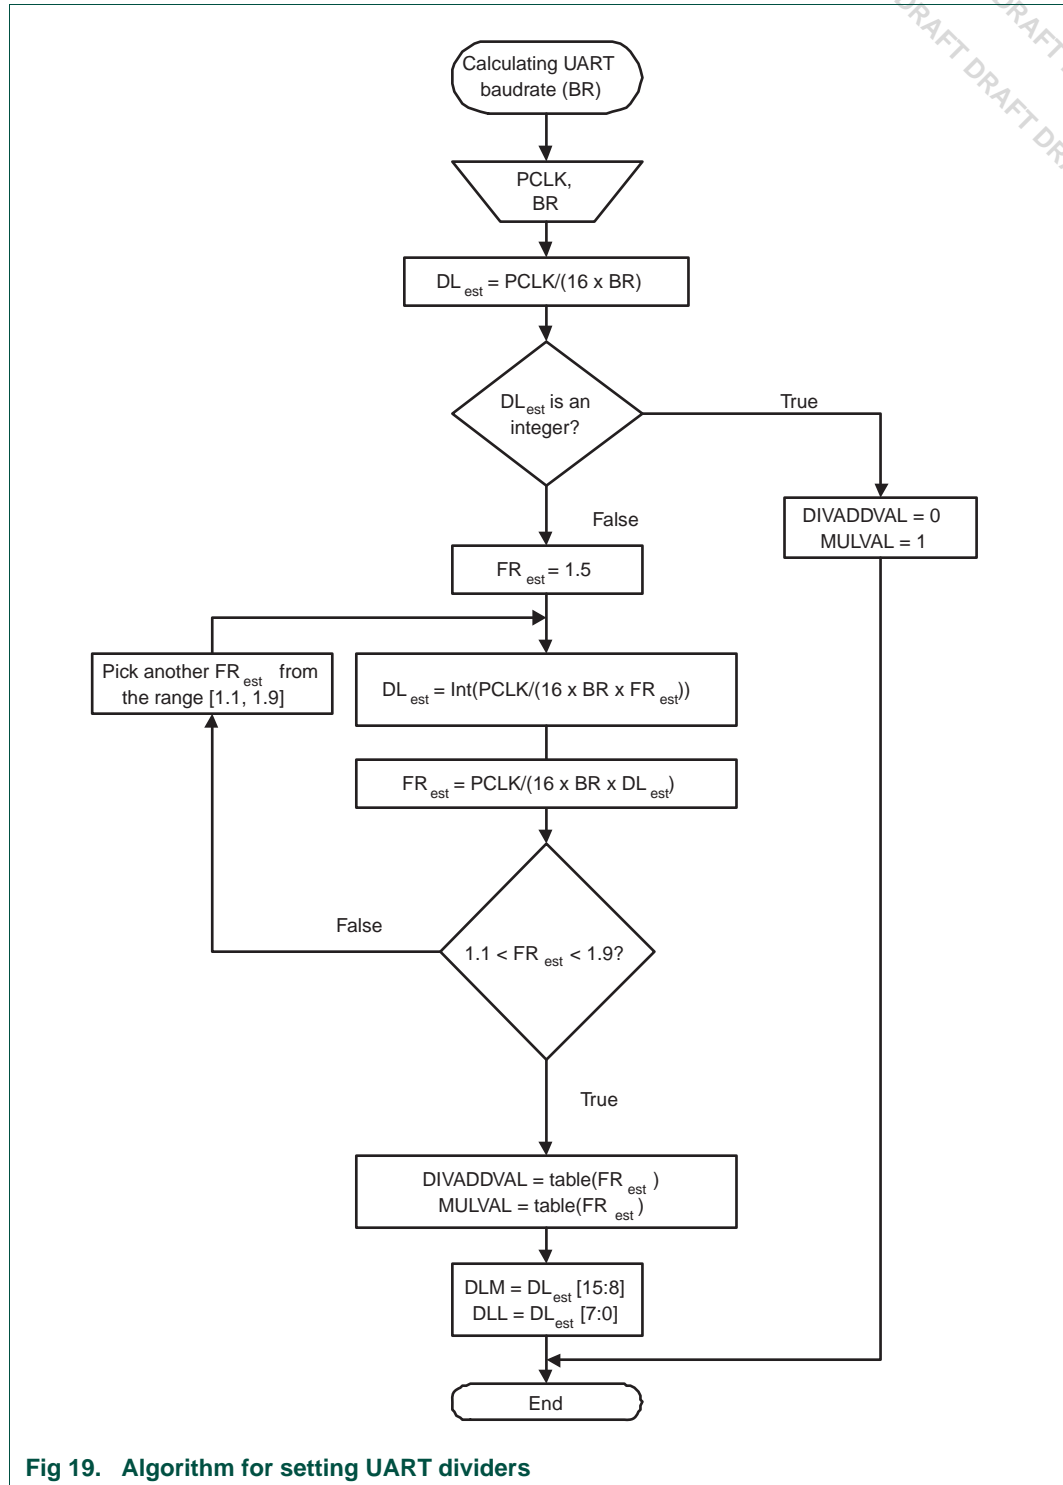 DRAFT
DRAFT DRAFT DRA
Calculating UART
baudrate (BR)
PCLK,
BR
DL est = PCLK/(16 x BR)
DLest is an
integer?
True
False
DIVADDVAL = 0
MULVAL = 1
FR est = 1.5
Pick another FR est from
the range [1.1, 1.9]
DL est = Int(PCLK/(16 x BR x FR est))
FR est = PCLK/(16 x BR x DL est)
False
1.1 < FR est < 1.9?
True
DIVADDVAL = table(FR est )
MULVAL = table(FR est )
DLM = DLest [15:8]
DLL = DLest [7:0]
End
Fig 19. Algorithm for setting UART dividers